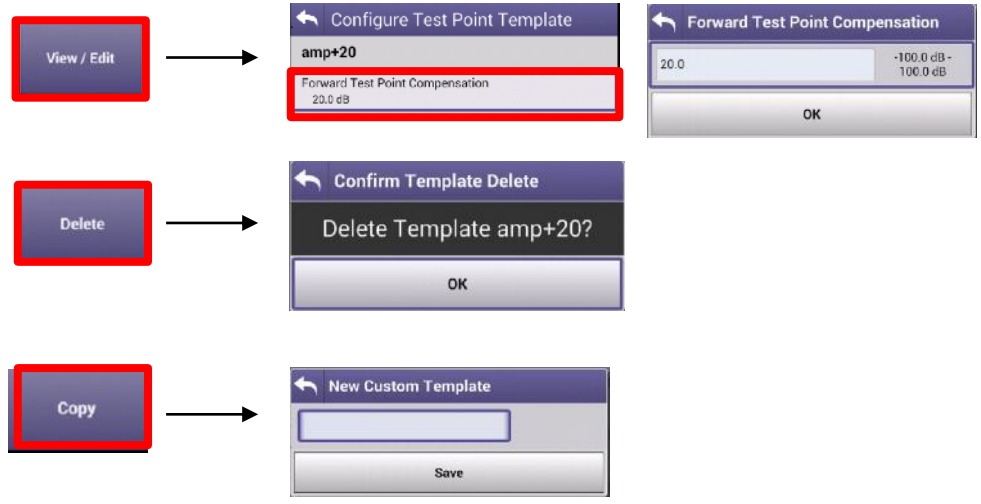 View / Edit
Configure Test Point Template
amp+20
Forward Test Point Compensation
20.0 dB
Forward Test Point Compensation
20.0
-100.0 dB -
100.0 dB
OK
Delete
Confirm Template Delete
Delete Template amp+20?
OK
Copy
New Custom Template
Save